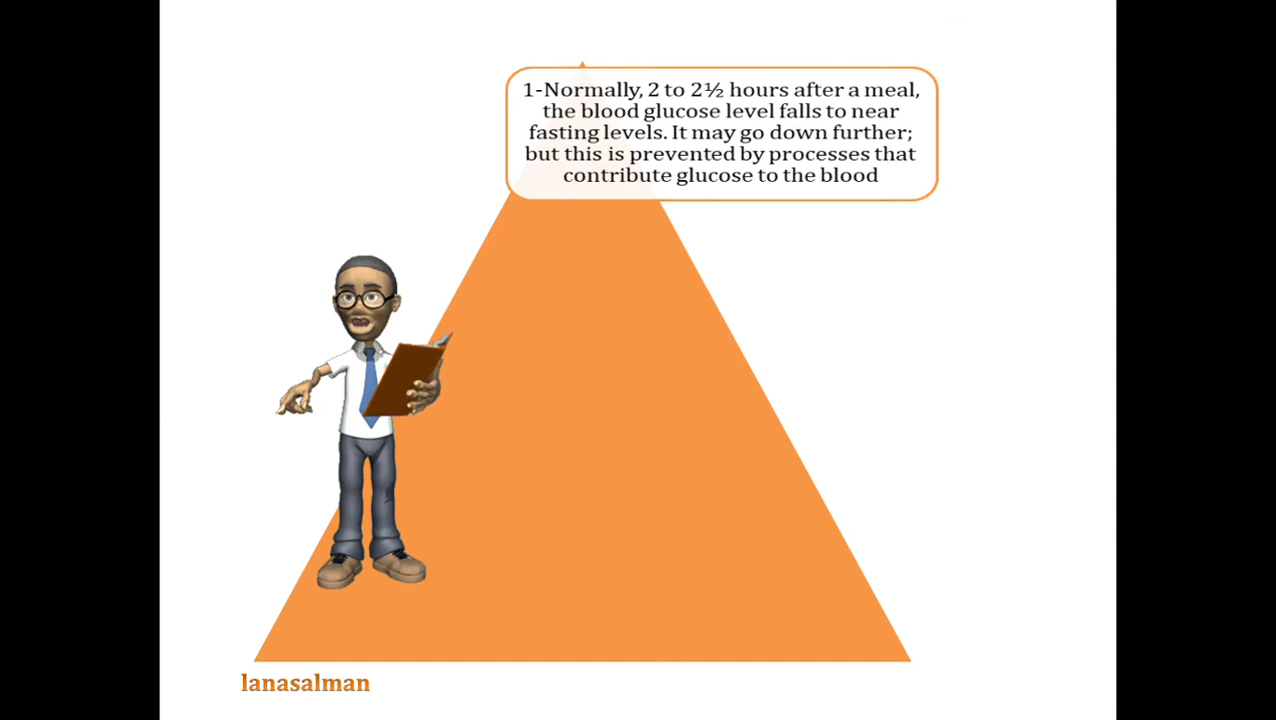 1-Normally, 2 to 2½ hours after a meal,
the blood glucose level falls to near
fasting levels. It may go down further;
but this is prevented by processes that
contribute glucose to the blood
lanasalman